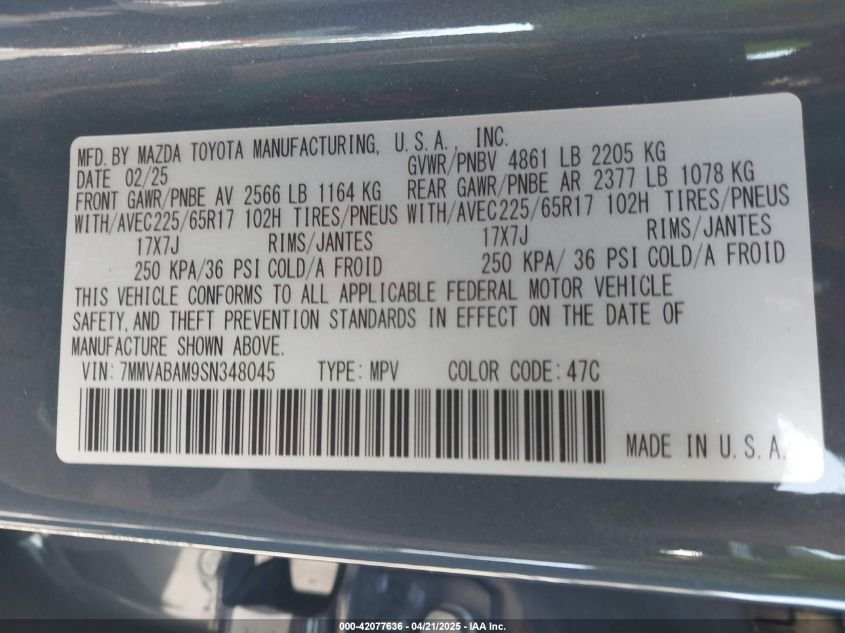 MFD. BY MAZDA TOYOTA MANUFACTURING, U.S.A., INC.
DATE 02/25 GVWR/PNBV 4861 LB 2205 KG
FRONT GAWR/PNBE AV 2566 LB 1164 KG REAR GAWR/PNBE AR 2377 LB 1078 KG
WITH/AVEC225/65R17 102H TIRES/PNEUS WITH/AVEC225/65R17 102H TIRES/PNEUS
17X7J RIMS/JANTES 17X7J RIMS/JANTES
250 KPA/36 PSI COLD/A FROID 250 KPA/ 36 PSI COLD/A FROID
THIS VEHICLE CONFORMS TO ALL APPLICABLE FEDERAL MOTOR VEHICLE
SAFETY, AND THEFT PREVENTION STANDARDS IN EFFECT ON THE DATE OF
MANUFACTURE SHOWN ABOVE.
VIN: 7MMVABAM9SN348045 TYPE: MPV COLOR CODE: 47C
MADE IN U.S.A.
000-42077636 - 04/21/2025 - IAA Inc.